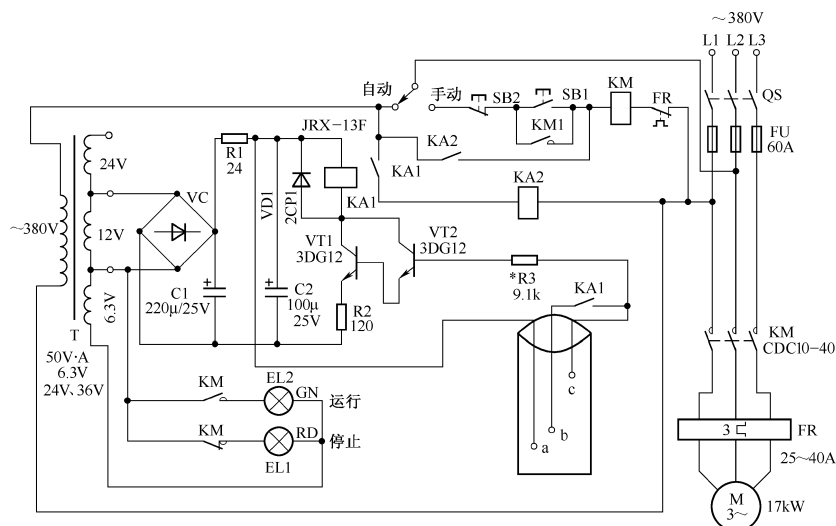 ～380V
L1 L2 L3
自动
手动
SB2
SB1
KM
FR
QS
JRX-13F
KM1
FU
60A
24V
R1
24
KA2
KA1
VC
VD1
2CP1
KA1
KA2
～380V
12V
VT1
3DG12
VT2
3DG12
*R3
9.1k
6.3V
C1
220μ/25V
C2
100μ
25V
R2
120
KA1
T
50V·A
6.3V
24V、36V
KM
CDC10-40
KM
EL2
GN
运行
c
b
a
KM
EL1
RD
停止
3
FR
25～40A
M
3～
17kW